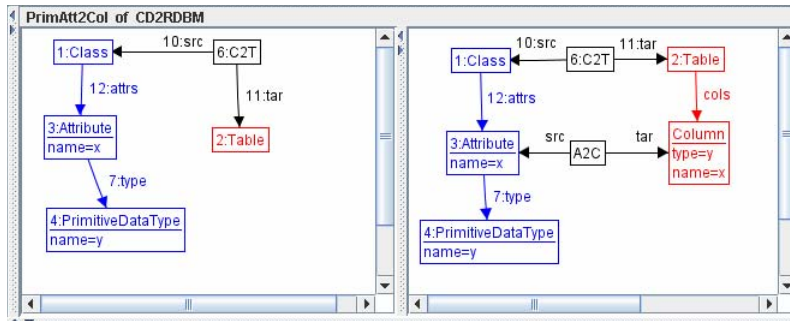 PrimAtt2Col of CD2RDBM
10:src
1:Class
6:C2T
12:attrs
11:tar
3:Attribute
name=x
2:Table
7:type
4:PrimitiveDataType
name=y
10:src
11:tar
1:Class
6:C2T
2:Table
12:attrs
cols
src
tar
3:Attribute
name=x
A2C
Column
type=y
name=x
7:type
4:PrimitiveDataType
name=y